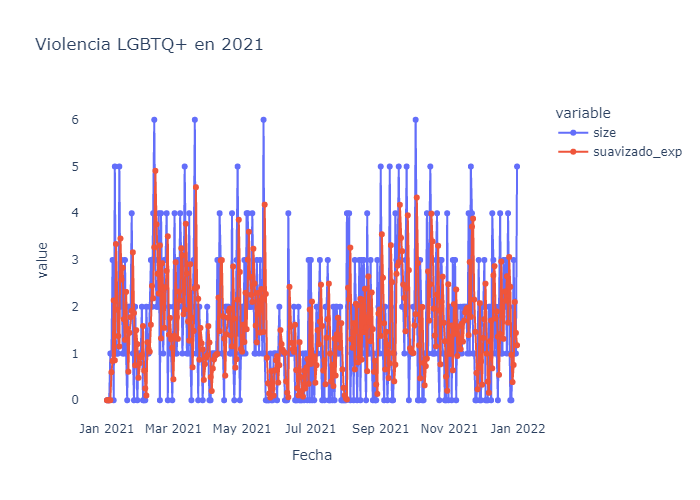 Violencia LGBTQ+ en 2021
variable
size
suavizado_exp
value
6
5
4
3
2
1
0
Jan 2021
Mar 2021
May 2021
Jul 2021
Sep 2021
Nov 2021
Jan 2022
Fecha